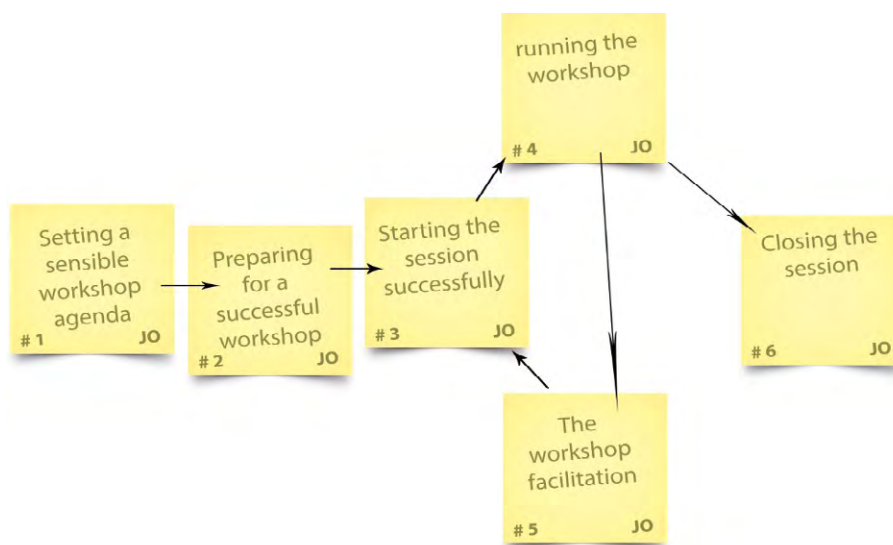 Setting a
sensible
workshop
agenda
# 1 JO
Preparing
for a
successful
workshop
# 2 JO
Starting the
session
successfully
# 3 JO
running the
workshop
# 4 JO
The
workshop
facilitation
# 5 JO
Closing the
session
# 6 JO